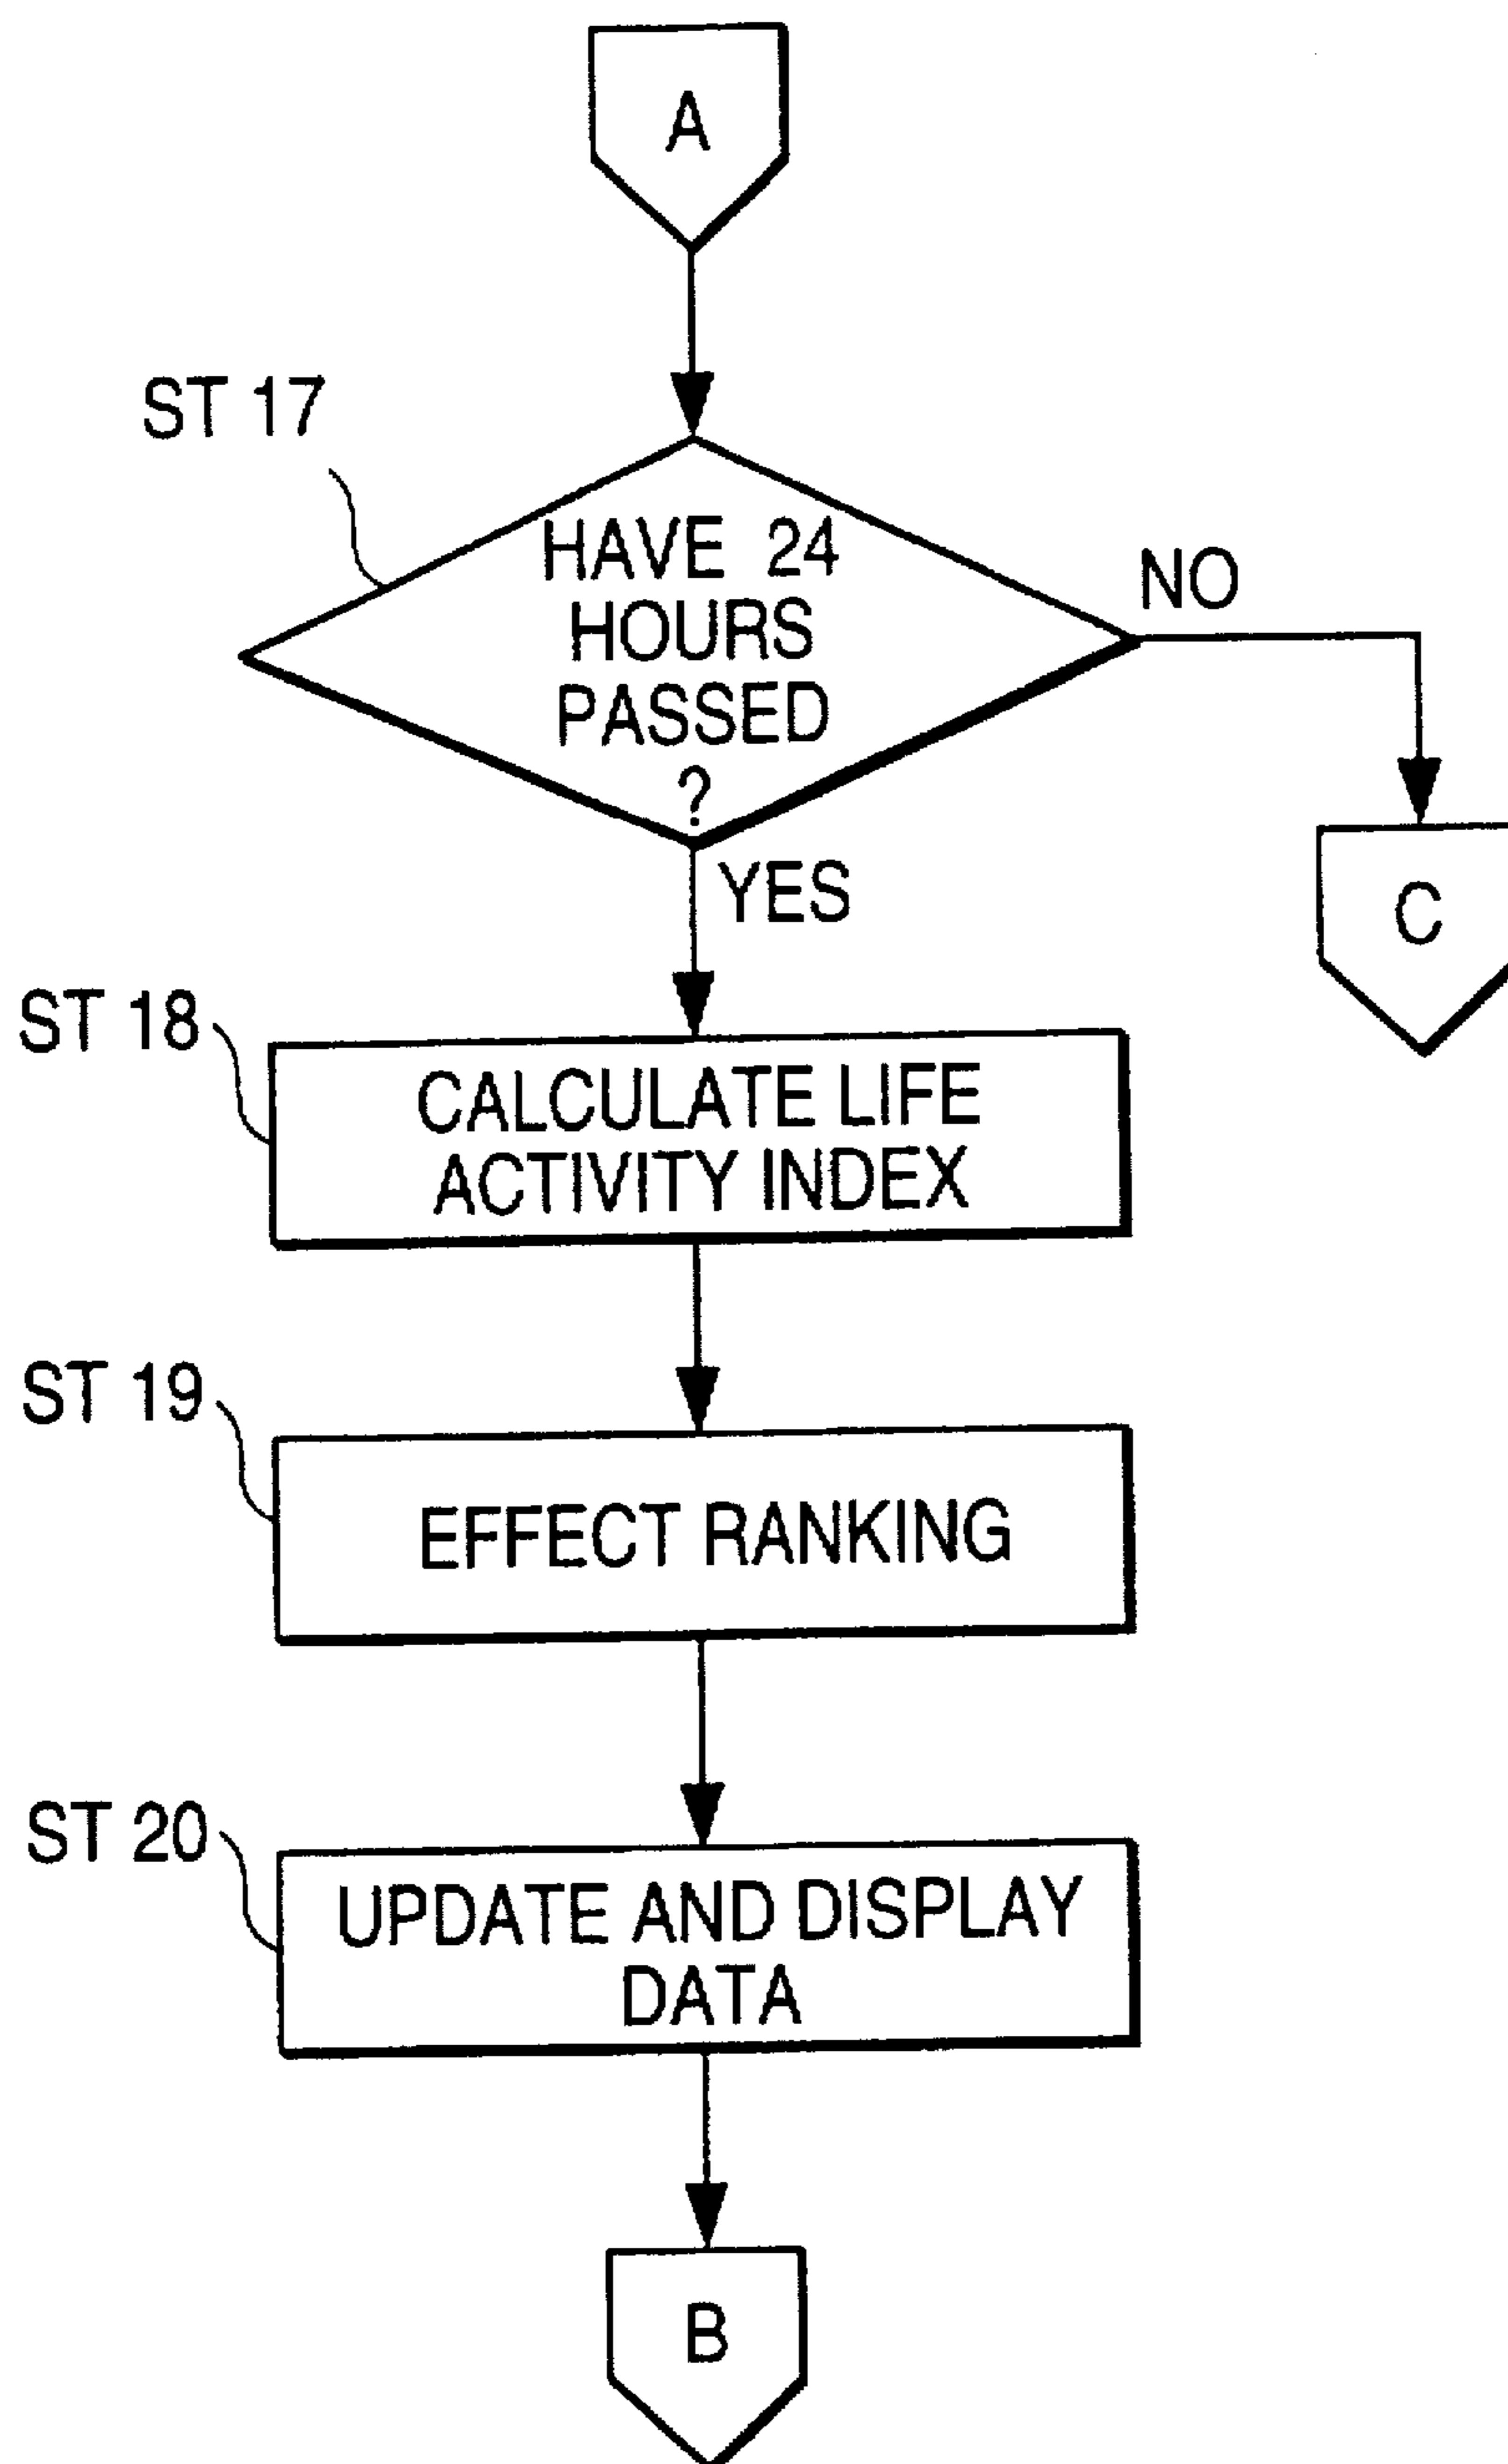 A
ST 17
HAVE 24
HOURS
PASSED
?
NO
YES
C
ST 18
CALCULATE LIFE
ACTIVITY INDEX
ST 19
EFFECT RANKING
ST 20
UPDATE AND DISPLAY
DATA
B